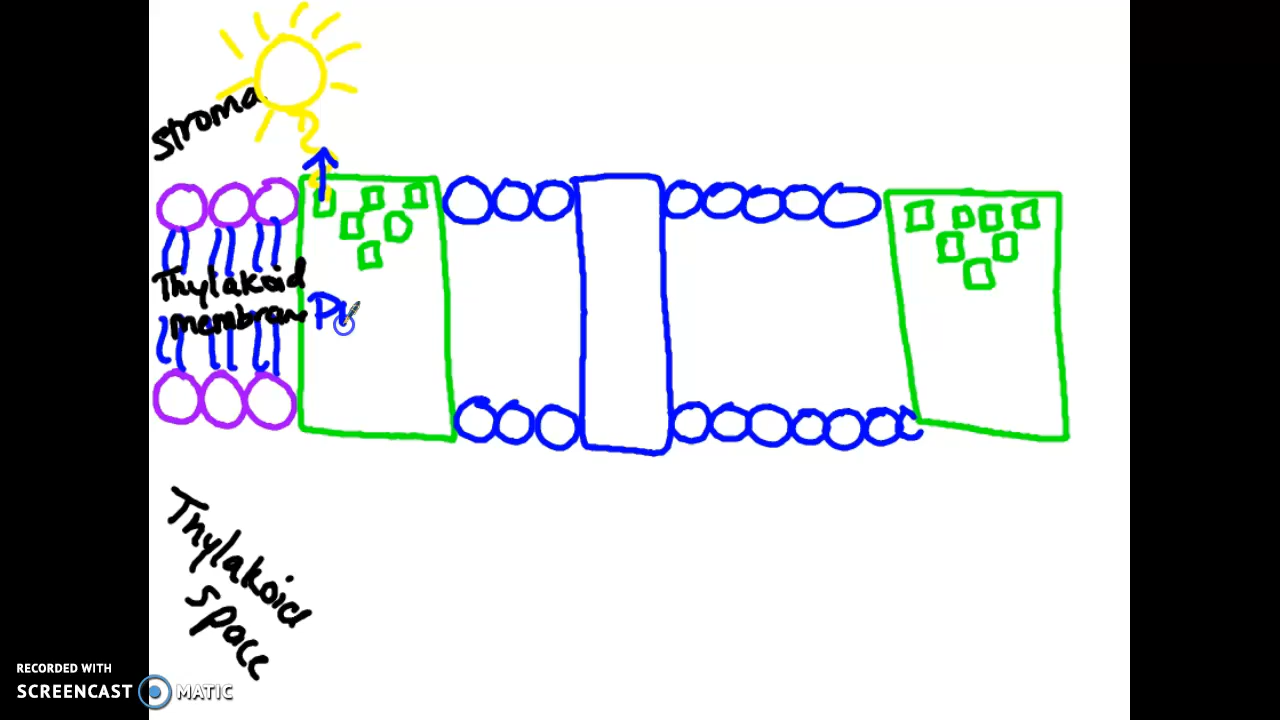 stroma
Thylakoid
membrane
Thylakoid
space
RECORDED WITH
SCREENCAST MATIC